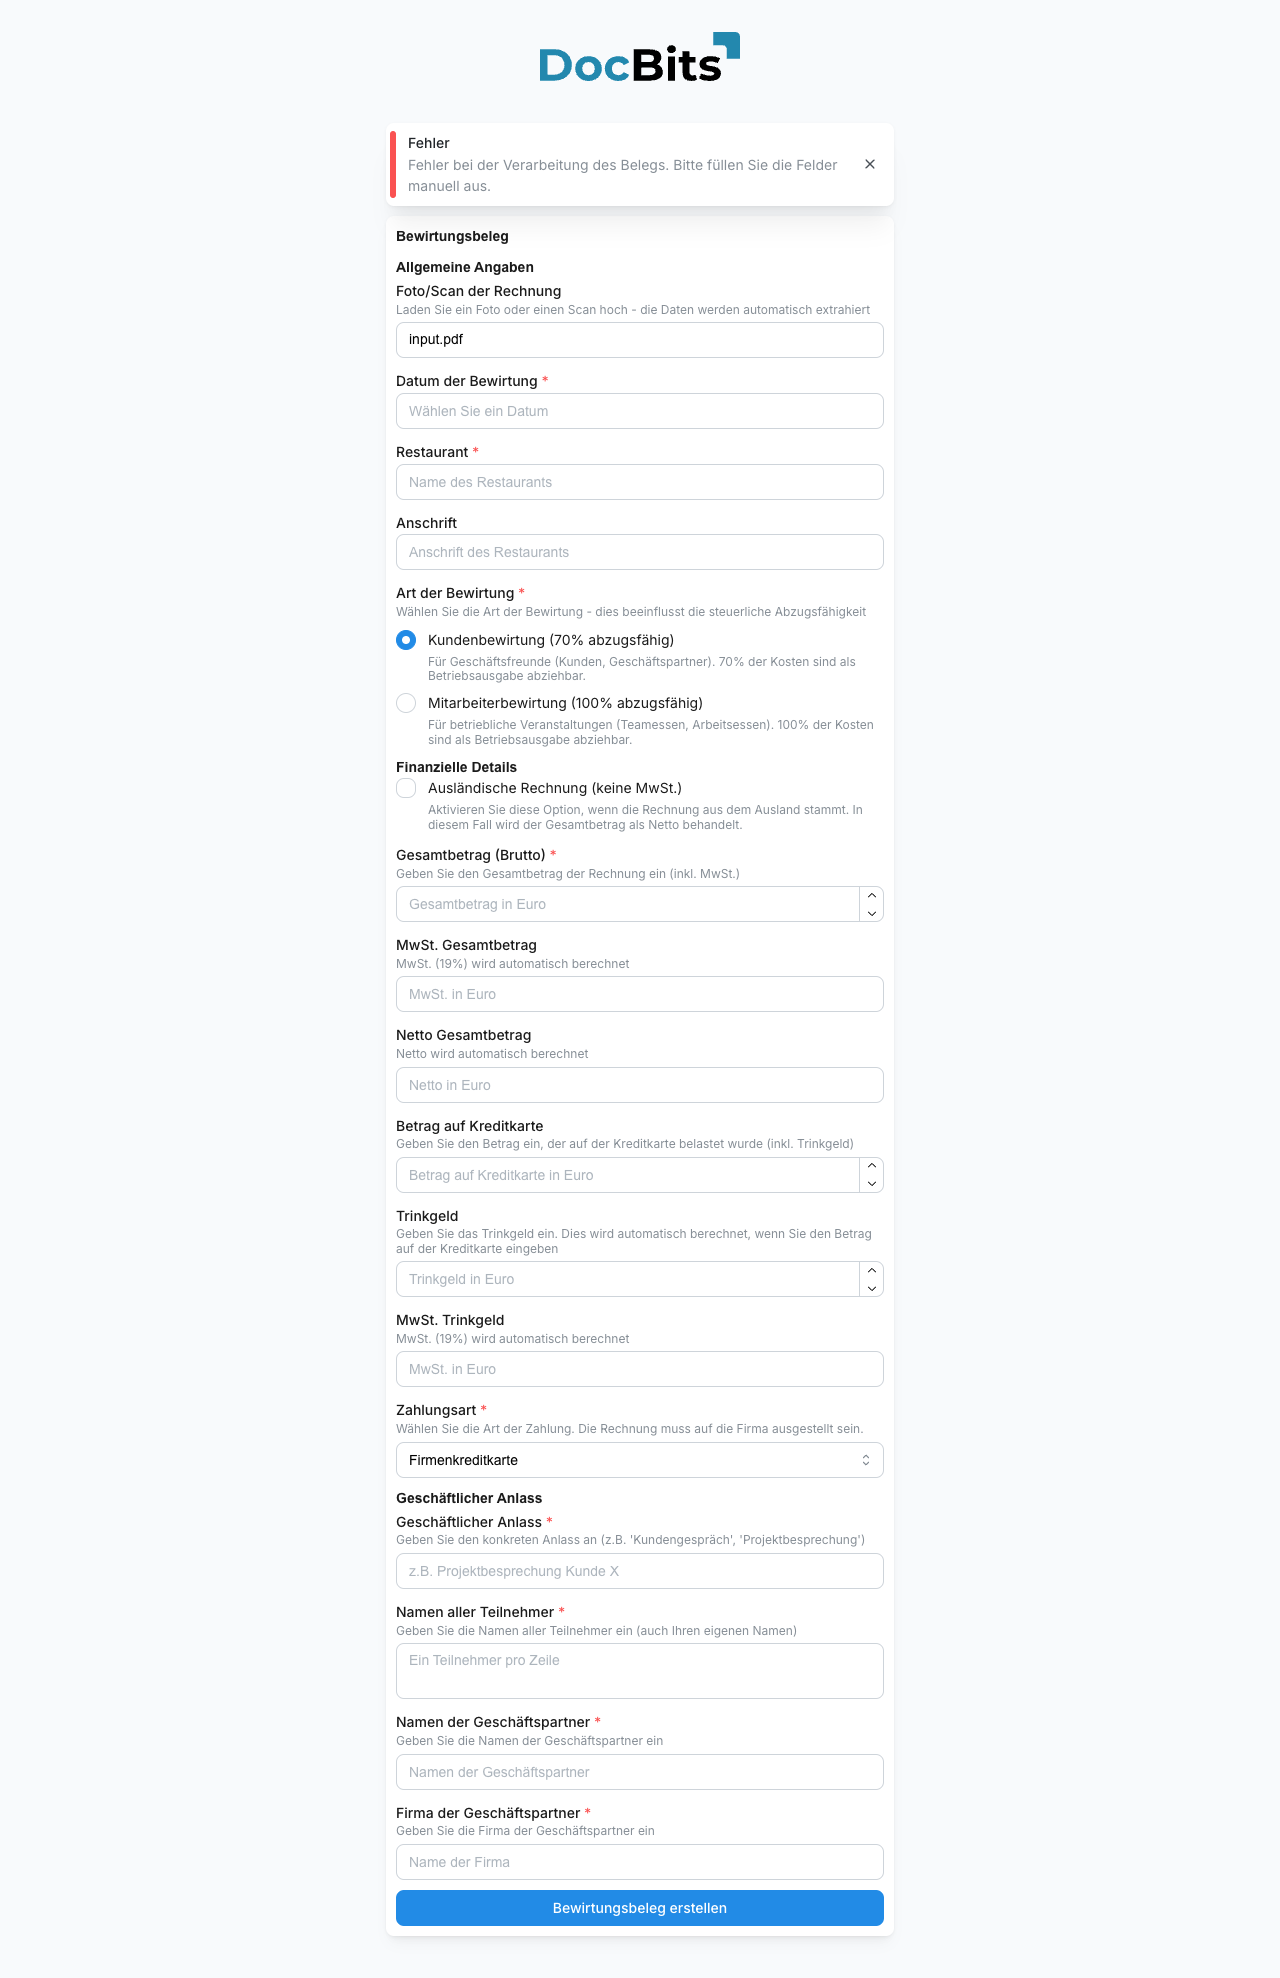 DocBits
Fehler
Fehler bei der Verarbeitung des Belegs. Bitte füllen Sie die Felder
manuell aus.
Bewirtungsbeleg
Allgemeine Angaben
Foto/Scan der Rechnung
Laden Sie ein Foto oder einen Scan hoch - die Daten werden automatisch extrahiert
input.pdf
Datum der Bewirtung *
Wählen Sie ein Datum
Restaurant *
Name des Restaurants
Anschrift
Anschrift des Restaurants
Art der Bewirtung *
Wählen Sie die Art der Bewirtung - dies beeinflusst die steuerliche Abzugsfähigkeit
Kundenbewirtung (70% abzugsfähig)
Für Geschäftsfreunde (Kunden, Geschäftspartner). 70% der Kosten sind als
Betriebsausgabe abziehbar.
Mitarbeiterbewirtung (100% abzugsfähig)
Für betriebliche Veranstaltungen (Teamessen, Arbeitsessen). 100% der Kosten
sind als Betriebsausgabe abziehbar.
Finanzielle Details
Ausländische Rechnung (keine MwSt.)
Aktivieren Sie diese Option, wenn die Rechnung aus dem Ausland stammt. In
diesem Fall wird der Gesamtbetrag als Netto behandelt.
Gesamtbetrag (Brutto) *
Geben Sie den Gesamtbetrag der Rechnung ein (inkl. MwSt.)
Gesamtbetrag in Euro
MwSt. Gesamtbetrag
MwSt. (19%) wird automatisch berechnet
MwSt. in Euro
Netto Gesamtbetrag
Netto wird automatisch berechnet
Netto in Euro
Betrag auf Kreditkarte
Geben Sie den Betrag ein, der auf der Kreditkarte belastet wurde (inkl. Trinkgeld)
Betrag auf Kreditkarte in Euro
Trinkgeld
Geben Sie das Trinkgeld ein. Dies wird automatisch berechnet, wenn Sie den Betrag
auf der Kreditkarte eingeben
Trinkgeld in Euro
MwSt. Trinkgeld
MwSt. (19%) wird automatisch berechnet
MwSt. in Euro
Zahlungsart *
Wählen Sie die Art der Zahlung. Die Rechnung muss auf die Firma ausgestellt sein.
Firmenkreditkarte
Geschäftlicher Anlass
Geschäftlicher Anlass *
Geben Sie den konkreten Anlass an (z.B. 'Kundengespräch', 'Projektbesprechung')
z.B. Projektbesprechung Kunde X
Namen aller Teilnehmer *
Geben Sie die Namen aller Teilnehmer ein (auch Ihren eigenen Namen)
Ein Teilnehmer pro Zeile
Namen der Geschäftspartner *
Geben Sie die Namen der Geschäftspartner ein
Namen der Geschäftspartner
Firma der Geschäftspartner *
Geben Sie die Firma der Geschäftspartner ein
Name der Firma
Bewirtungsbeleg erstellen